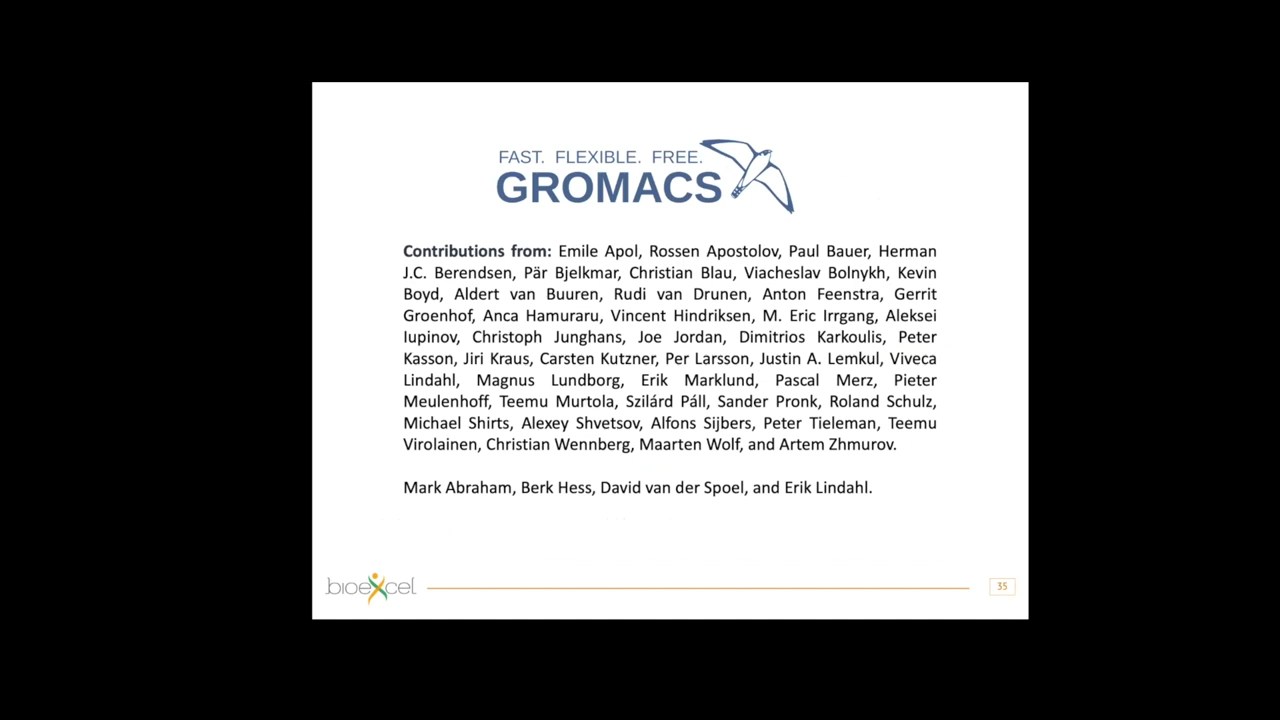 FAST. FLEXIBLE. FREE.
GROMACS
Contributions from: Emile Apol, Rossen Apostolov, Paul Bauer, Herman
J.C. Berendsen, Pär Bjelkmar, Christian Blau, Viacheslav Bolnykh, Kevin
Boyd, Aldert van Buuren, Rudi van Drunen, Anton Feenstra, Gerrit
Groenhof, Anca Hamuraru, Vincent Hindriksen, M. Eric Irrgang, Aleksei
Iupinov, Christoph Junghans, Joe Jordan, Dimitrios Karkoulis, Peter
Kasson, Jiri Kraus, Carsten Kutzner, Per Larsson, Justin A. Lemkul, Viveca
Lindahl, Magnus Lundborg, Erik Marklund, Pascal Merz, Pieter
Meulenhoff, Teemu Murtola, Szilárd Páll, Sander Pronk, Roland Schulz,
Michael Shirts, Alexey Shvetsov, Alfons Sijbers, Peter Tieleman, Teemu
Virolainen, Christian Wennberg, Maarten Wolf, and Artem Zhmurov.
Mark Abraham, Berk Hess, David van der Spoel, and Erik Lindahl.
bioexcel
35